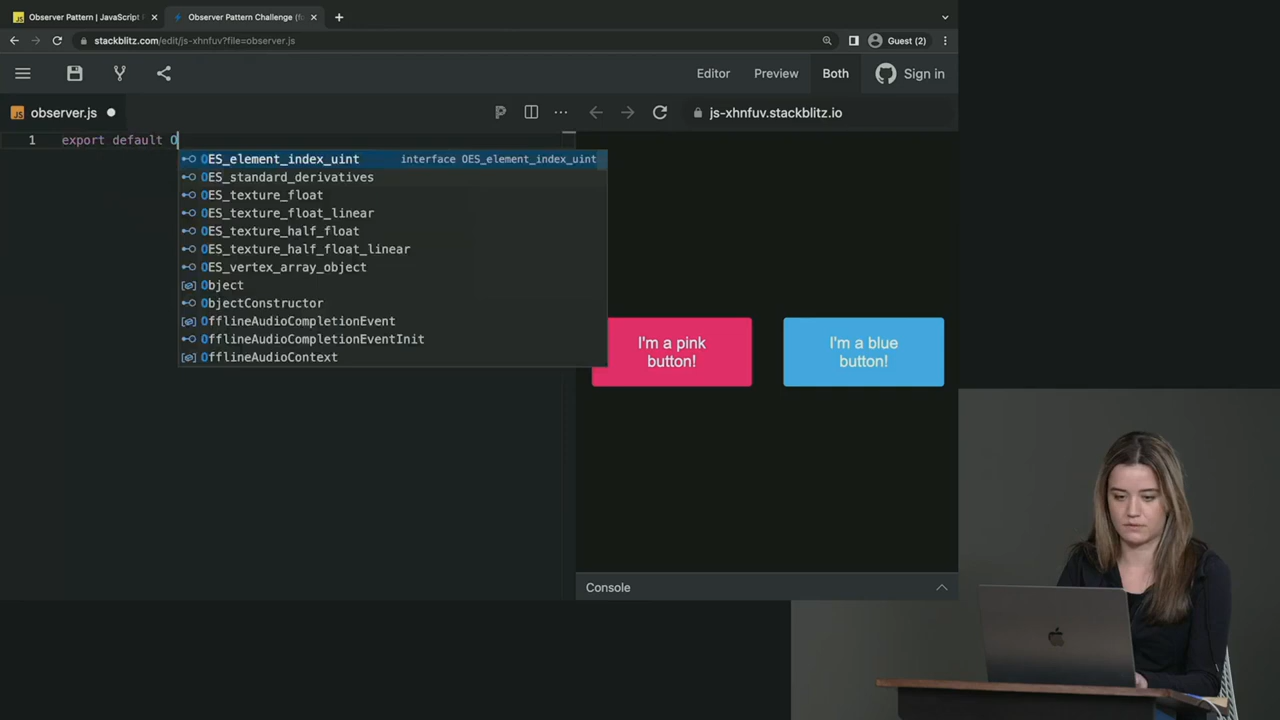 Observer Pattern | JavaScript
Observer Pattern Challenge (fo
stackblitz.com/edit/js-xhnfuv?file=observer.js
Guest (2)
Editor
Preview
Both
Sign in
JS observer.js
js-xhnfuv.stackblitz.io
1 export default O
OES_element_index_uint interface OES_element_index_uint
OES_standard_derivatives
OES_texture_float
OES_texture_float_linear
OES_texture_half_float
OES_texture_half_float_linear
OES_vertex_array_object
Object
ObjectConstructor
OfflineAudioCompletionEvent
OfflineAudioCompletionEventInit
OfflineAudioContext
I'm a pink
button!
I'm a blue
button!
Console